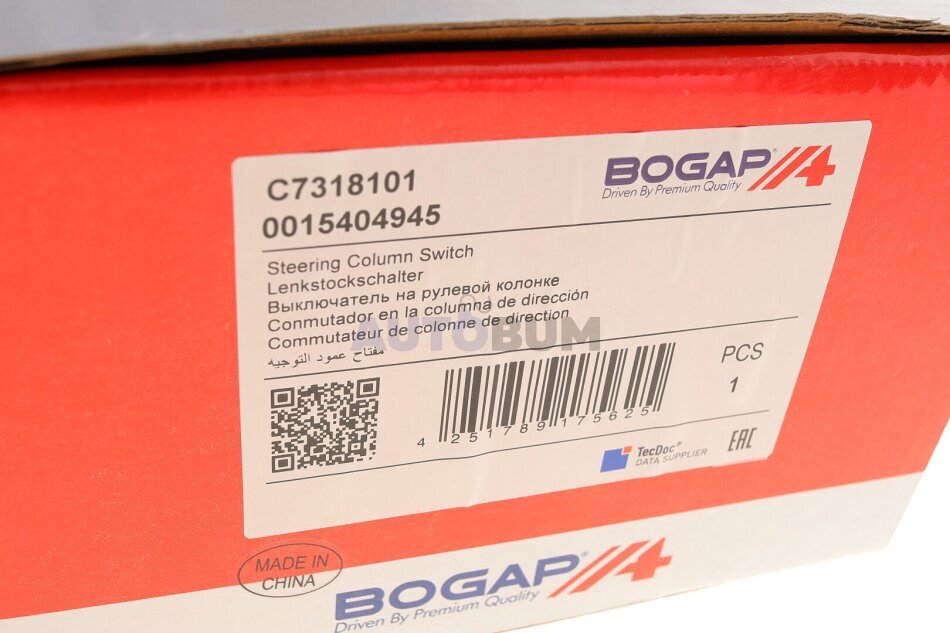 C7318101
0015404945
BOGAP
Driven By Premium Quality
Steering Column Switch
Lenkstockschalter
Выключатель на рулевой колонке
Conmutador en la columna de dirección
Commutateur de colonne de direction
مفتاح عمود التوجيه
AUTOBUM
PCS
1
4 251789 175625
TecDoc®
DATA SUPPLIER
EAC
MADE IN
CHINA
BOGAP®
Driven By Premium Quality